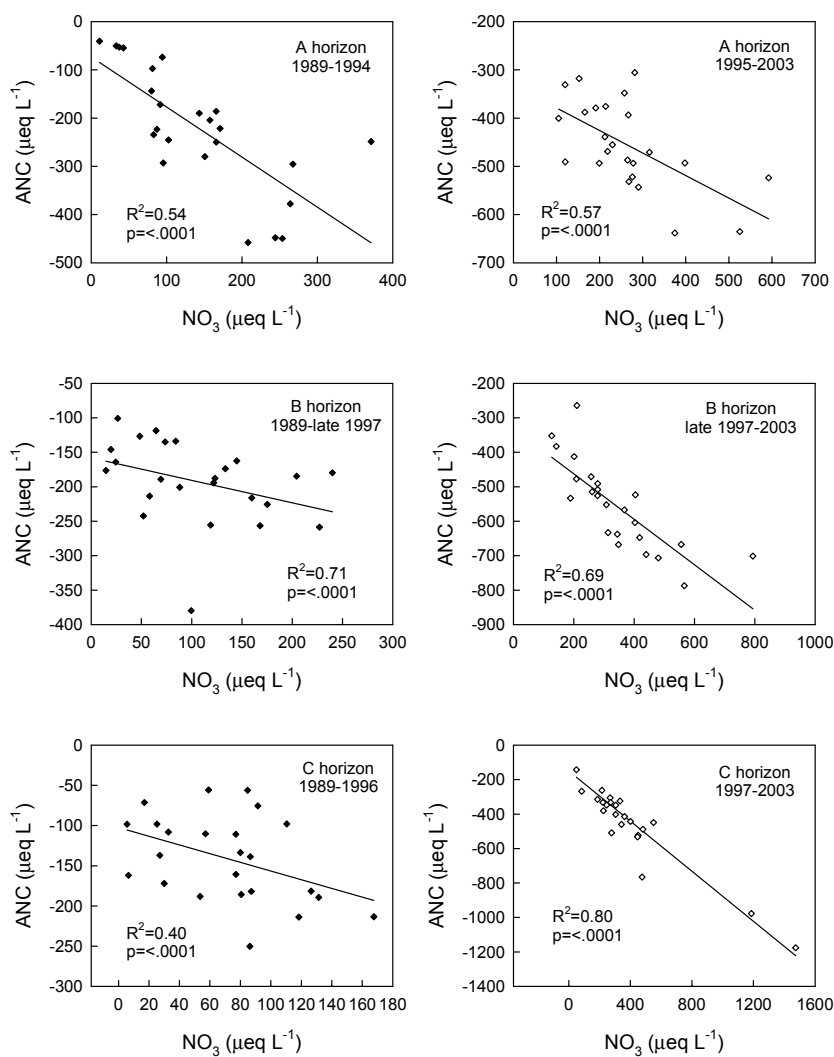 0
-100
-200
-300
-400
-500
ANC (µeq L⁻¹)
A horizon
1989-1994
R²=0.54
p=<.0001
0 100 200 300 400
NO₃ (µeq L⁻¹)
-200
-300
-400
-500
-600
-700
ANC (µeq L⁻¹)
A horizon
1995-2003
R²=0.57
p=<.0001
0 100 200 300 400 500 600 700
NO₃ (µeq L⁻¹)
-50
-100
-150
-200
-250
-300
-350
-400
ANC (µeq L⁻¹)
B horizon
1989-late 1997
R²=0.71
p=<.0001
0 50 100 150 200 250 300
NO₃ (µeq L⁻¹)
-200
-300
-400
-500
-600
-700
-800
-900
ANC (µeq L⁻¹)
B horizon
late 1997-2003
R²=0.69
p=<.0001
0 200 400 600 800 1000
NO₃ (µeq L⁻¹)
0
-50
-100
-150
-200
-250
-300
ANC (µeq L⁻¹)
C horizon
1989-1996
R²=0.40
p=<.0001
0 20 40 60 80 100 120 140 160 180
NO₃ (µeq L⁻¹)
0
-200
-400
-600
-800
-1000
-1200
-1400
ANC (µeq L⁻¹)
C horizon
1997-2003
R²=0.80
p=<.0001
0 400 800 1200 1600
NO₃ (µeq L⁻¹)